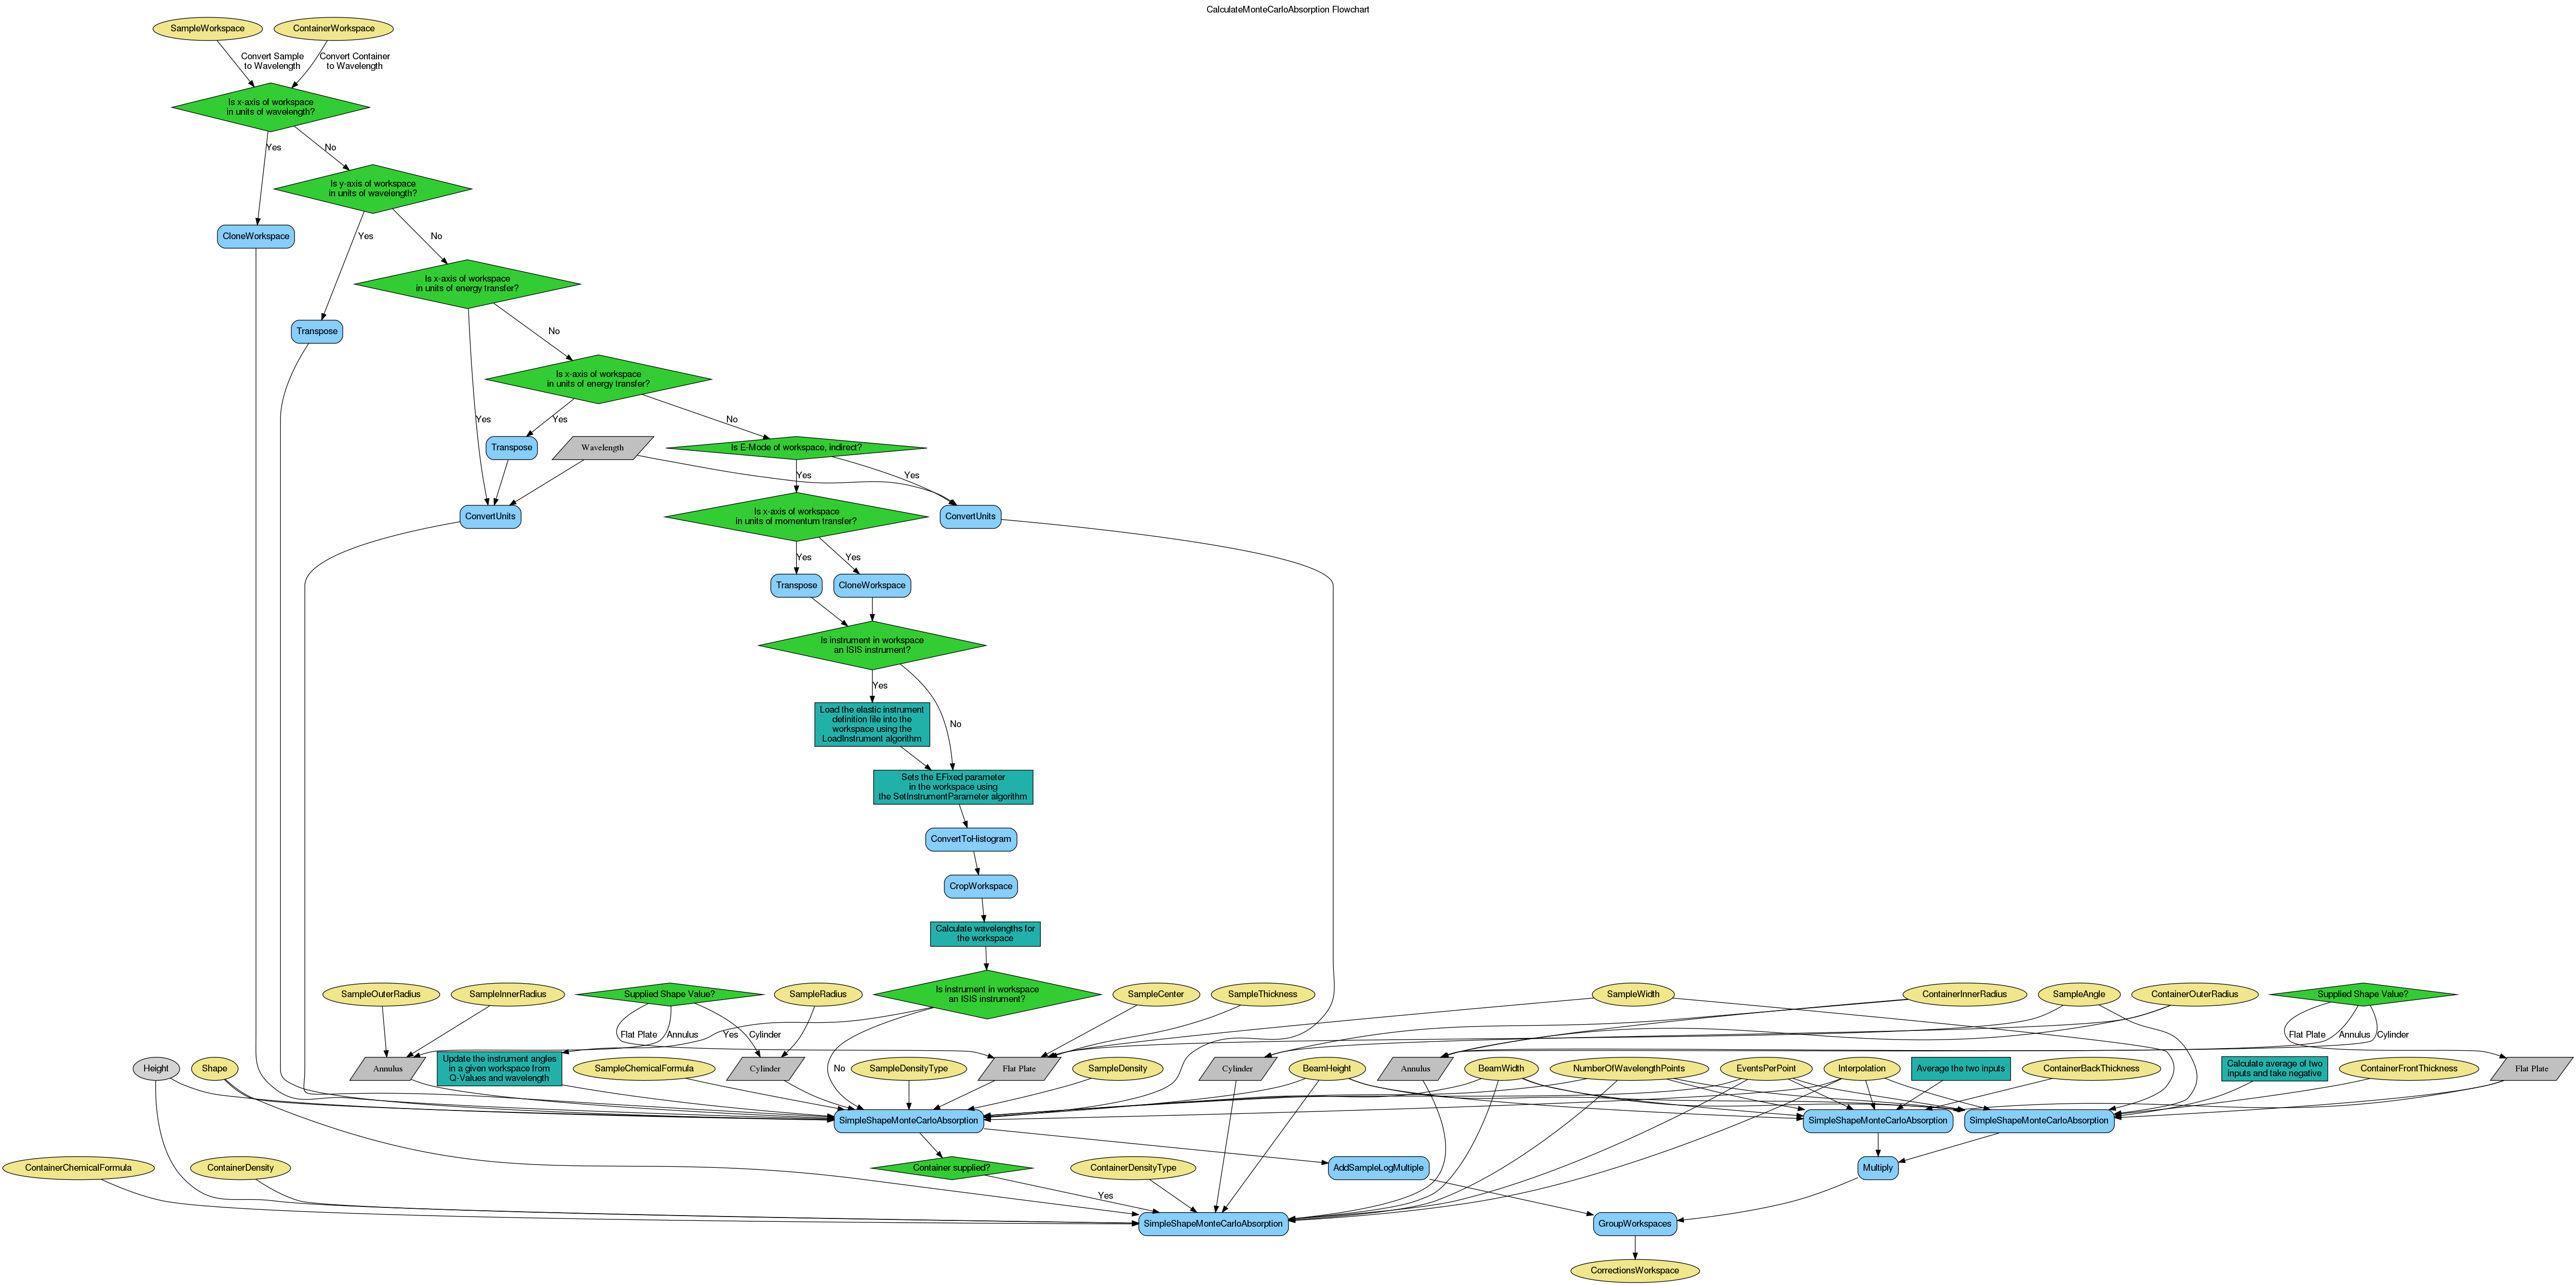 CalculateMonteCarloAbsorption Flowchart
SampleWorkspace
ContainerWorkspace
Convert Sample
to Wavelength
Convert Container
to Wavelength
Is x-axis of workspace
in units of wavelength?
Yes
No
Is y-axis of workspace
in units of wavelength?
CloneWorkspace
Yes
No
Is x-axis of workspace
in units of energy transfer?
Transpose
No
Is x-axis of workspace
in units of energy transfer?
Yes
Yes
No
Transpose
Wavelength
Is E-Mode of workspace, indirect?
Yes
Yes
ConvertUnits
Is x-axis of workspace
in units of momentum transfer?
ConvertUnits
Yes
Yes
Transpose
CloneWorkspace
Is instrument in workspace
an ISIS instrument?
Yes
Load the elastic instrument
definition file into the
workspace using the
LoadInstrument algorithm
No
Sets the EFixed parameter
in the workspace using
the SetInstrumentParameter algorithm
ConvertToHistogram
CropWorkspace
Calculate wavelengths for
the workspace
SampleOuterRadius
SampleInnerRadius
Supplied Shape Value?
SampleRadius
Is instrument in workspace
an ISIS instrument?
SampleCenter
SampleThickness
SampleWidth
ContainerInnerRadius
SampleAngle
ContainerOuterRadius
Supplied Shape Value?
Flat Plate
Annulus
Yes
Cylinder
Flat Plate
Annulus
Cylinder
Height
Shape
Annulus
Update the instrument angles
in a given workspace from
Q-Values and wavelength
SampleChemicalFormula
Cylinder
No
SampleDensityType
Flat Plate
SampleDensity
Cylinder
BeamHeight
Annulus
BeamWidth
NumberOfWavelengthPoints
EventsPerPoint
Interpolation
Average the two inputs
ContainerBackThickness
Calculate average of two
inputs and take negative
ContainerFrontThickness
Flat Plate
SimpleShapeMonteCarloAbsorption
SimpleShapeMonteCarloAbsorption
SimpleShapeMonteCarloAbsorption
ContainerChemicalFormula
ContainerDensity
Container supplied?
ContainerDensityType
AddSampleLogMultiple
Multiply
Yes
SimpleShapeMonteCarloAbsorption
GroupWorkspaces
CorrectionsWorkspace